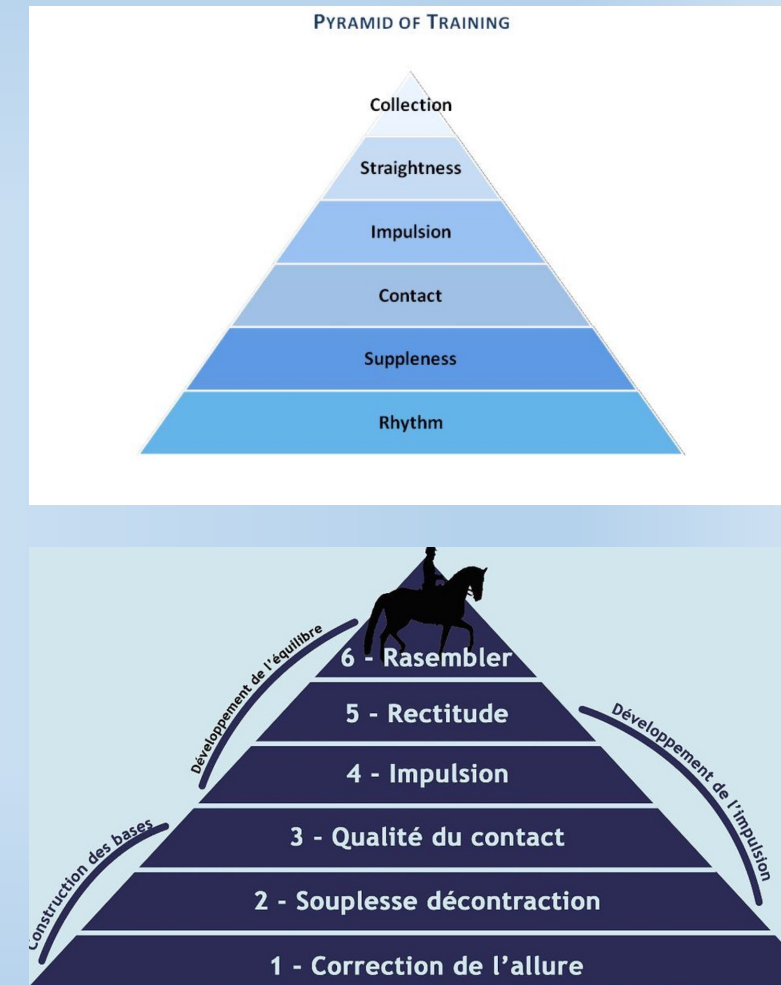 PYRAMID OF TRAINING
Collection
Straightness
Impulsion
Contact
Suppleness
Rhythm
Développement de l'équilibre
6 - Rasembler
5 - Rectitude
Développement de l'impulsion
4 - Impulsion
Construction des bases
3 - Qualité du contact
2 - Souplesse décontraction
1 - Correction de l'allure